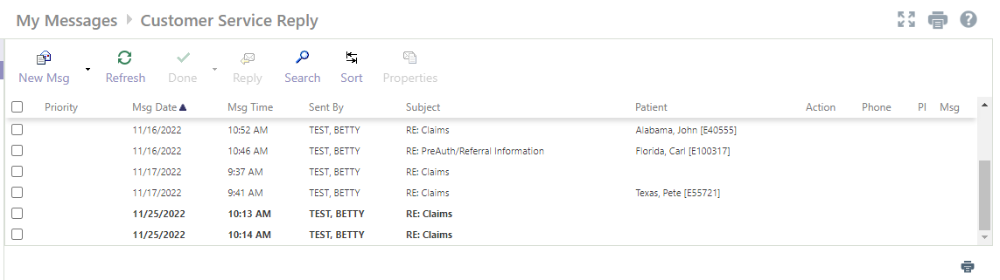 My Messages Customer Service Reply
New Msg Refresh Done Reply Search Sort Properties
Priority Msg Date Msg Time Sent By Subject Patient Action Phone Pl Msg
11/16/2022 10:52 AM TEST, BETTY RE: Claims Alabama, John [E40555]
11/16/2022 10:46 AM TEST, BETTY RE: PreAuth/Referral Information Florida, Carl [E100317]
11/17/2022 9:37 AM TEST, BETTY RE: Claims
11/17/2022 9:41 AM TEST, BETTY RE: Claims Texas, Pete [E55721]
11/25/2022 10:13 AM TEST, BETTY RE: Claims
11/25/2022 10:14 AM TEST, BETTY RE: Claims